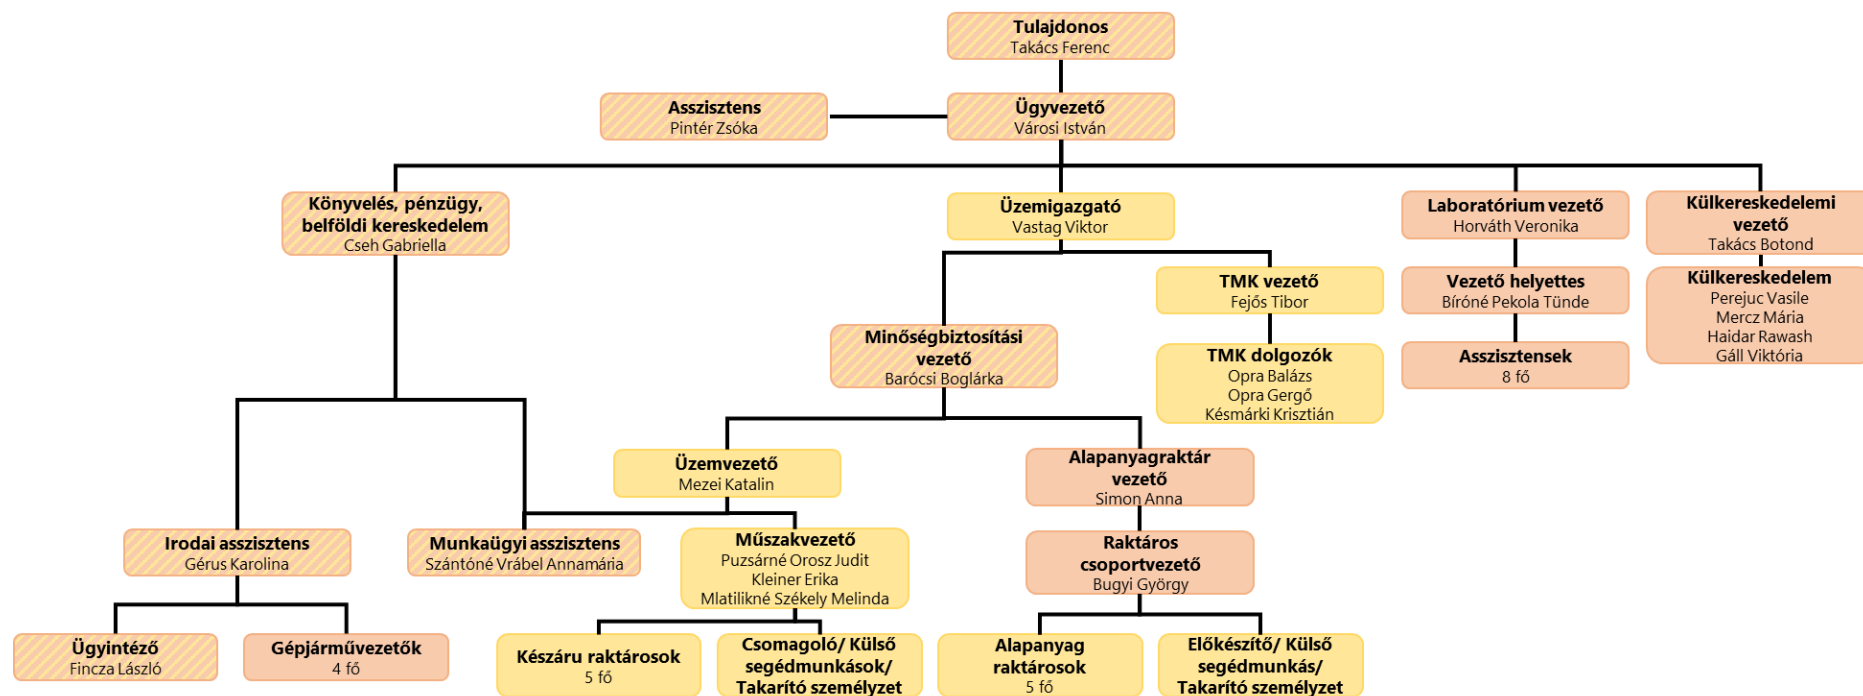 Tulajdonos
Takács Ferenc
Asszisztens
Pintér Zsóka
Ügyvezető
Városi István
Könyvelés, pénzügy,
belföldi kereskedelem
Cseh Gabriella
Üzemigazgató
Vastag Viktor
Laboratórium vezető
Horváth Veronika
Külkereskedelemi
vezető
Takács Botond
TMK vezető
Fejős Tibor
Vezető helyettes
Bíróné Pekola Tünde
Külkereskedelem
Perejuc Vasile
Mercz Mária
Haidar Rawash
Gáll Viktória
Minőségbiztosítási
vezető
Barócsi Boglárka
TMK dolgozók
Opra Balázs
Opra Gergő
Késmárki Krisztián
Asszisztensek
8 fő
Üzemvezető
Mezei Katalin
Alapanyagraktár
vezető
Simon Anna
Irodai asszisztens
Gérus Karolina
Munkaügyi asszisztens
Szántóné Vrábel Annamária
Műszakvezető
Puzsárné Orosz Judit
Kleiner Erika
Mlatilikné Székely Melinda
Raktáros
csoportvezető
Bugyi György
Ügyintéző
Fincza László
Gépjárművezetők
4 fő
Készáru raktárosok
5 fő
Csomagoló/ Külső
segédmunkások/
Takarító személyzet
Alapanyag
raktárosok
5 fő
Előkészítő/ Külső
segédmunkás/
Takarító személyzet